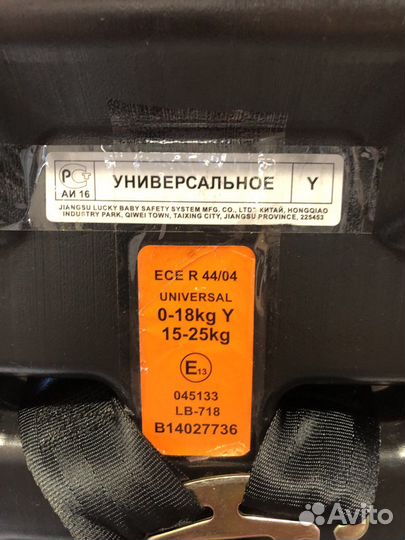 РСТ
АИ 16
УНИВЕРСАЛЬНОЕ
Y
JIANGSU LUCKY BABY SAFETY SYSTEM MFG. CO., LTD? КИТАЙ, HONGQIAO
INDUSTRY PARK, QIWEI TOWN, TAIXING CITY, JIANGSU PROVINCE, 225453
ECE R 44/04
UNIVERSAL
0-18kg Y
15-25kg
E13
045133
LB-718
B14027736
Avito